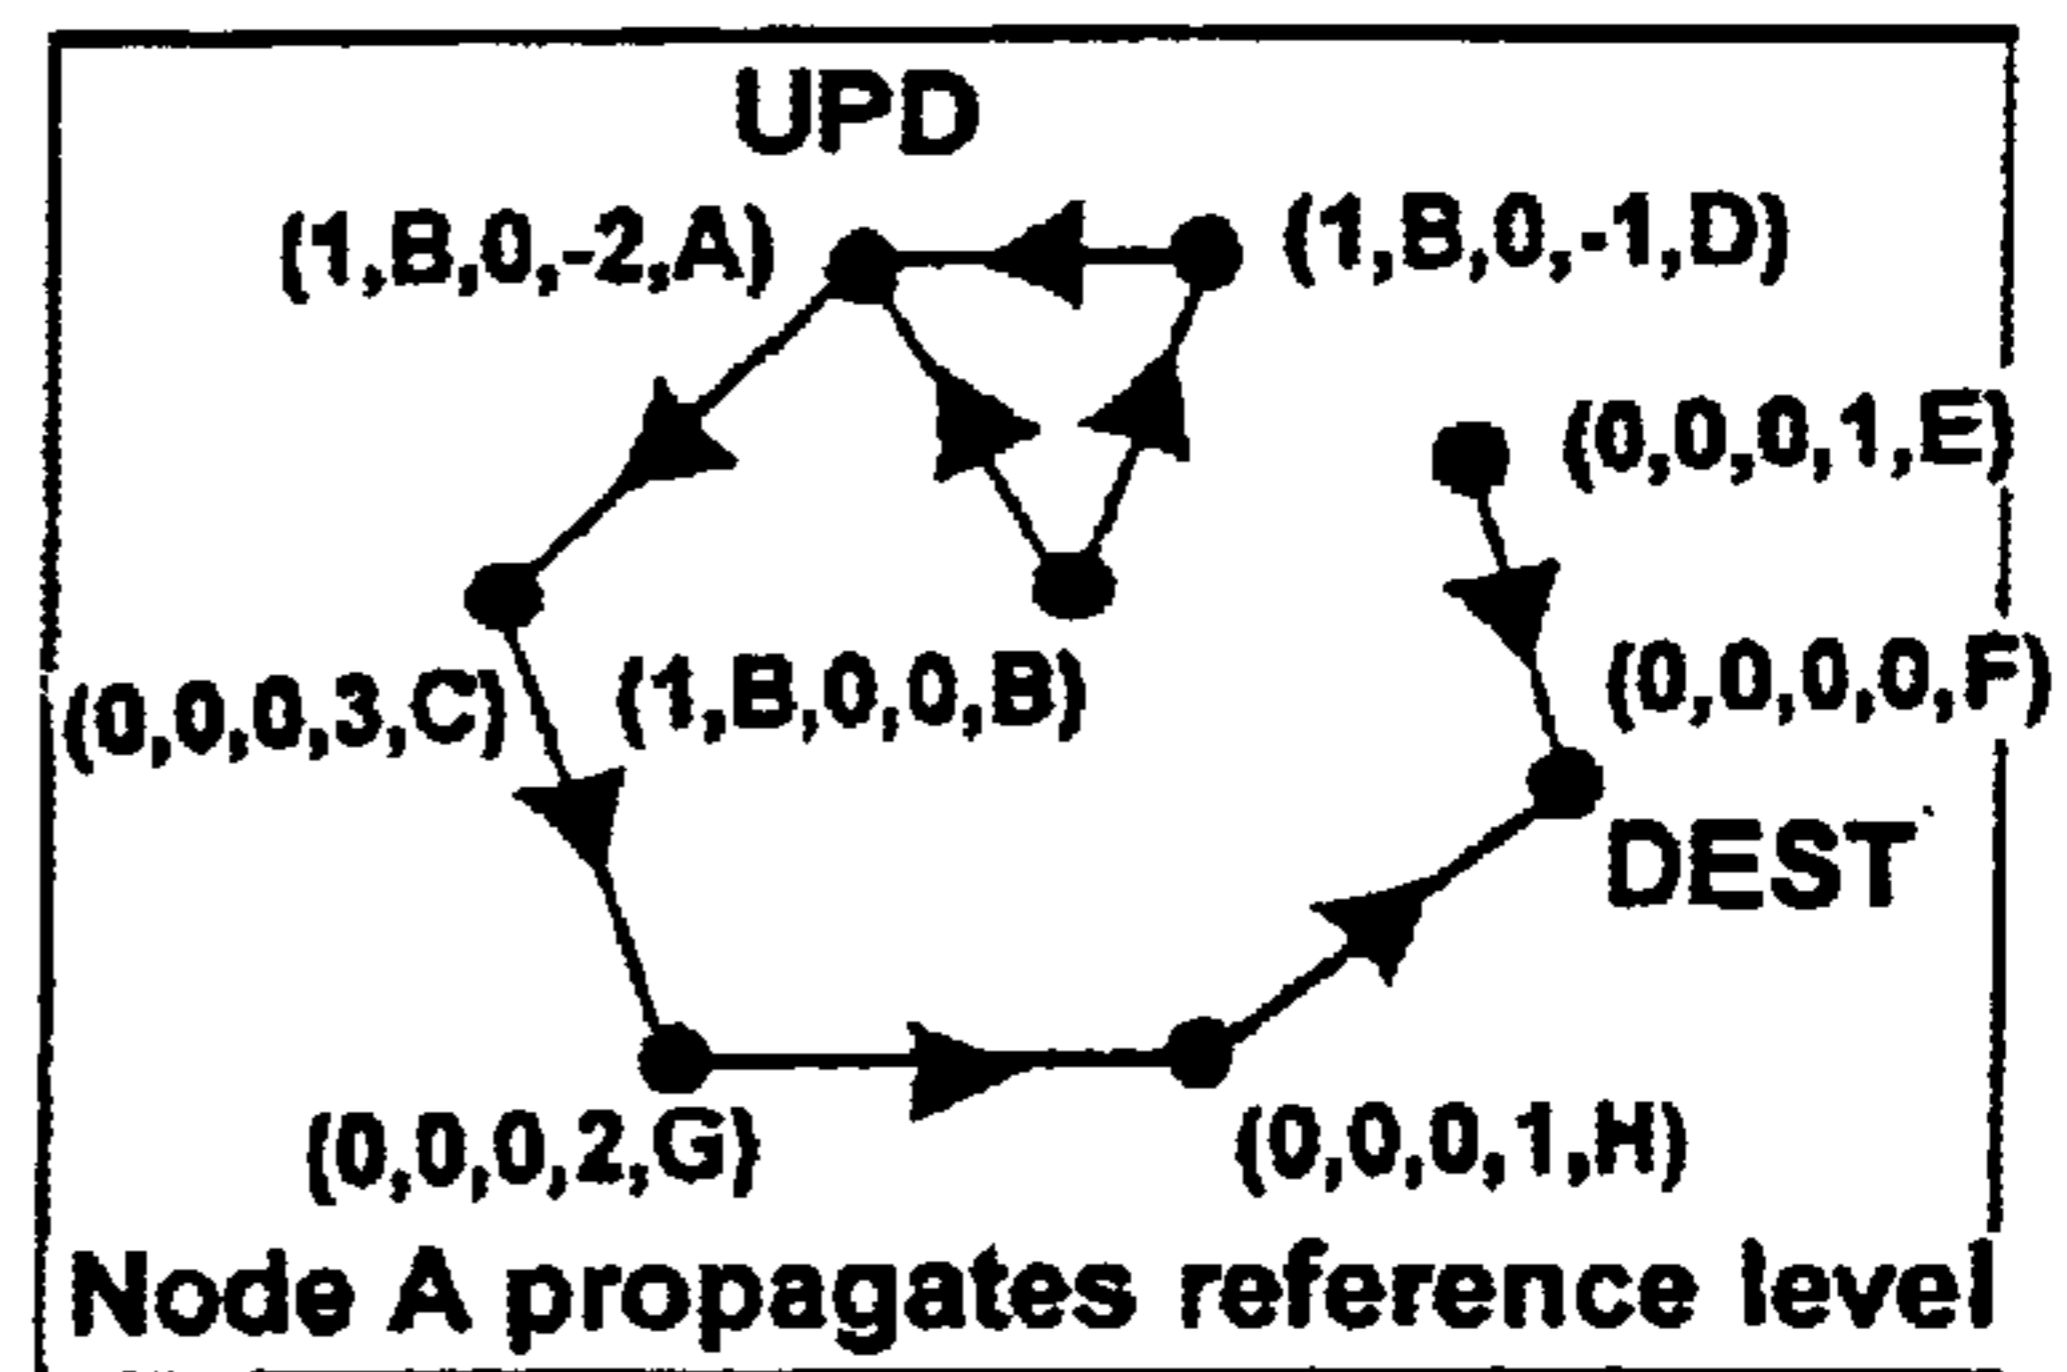 UPD
(1,B,0,-2,A)
(1,B,0,-1,D)
(0,0,0,1,E)
(0,0,0,3,C)
(1,B,0,0,B)
(0,0,0,0,F)
DEST
(0,0,0,2,G)
(0,0,0,1,H)
Node A propagates reference level